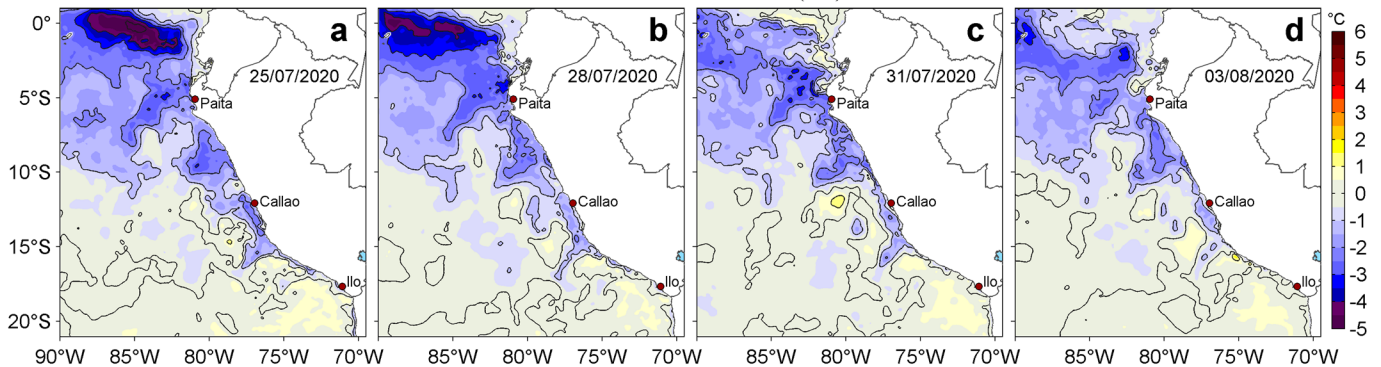 a b c d °C
0° 6
5
25/07/2020 28/07/2020 31/07/2020 03/08/2020 4
5°S Paita Paita Paita Paita 3
2
1
10°S 0
Callao Callao Callao Callao -1
15°S -2
-3
Ilo Ilo Ilo Ilo -4
20°S -5
90°W 85°W 80°W 75°W 70°W 85°W 80°W 75°W 70°W 85°W 80°W 75°W 70°W 85°W 80°W 75°W 70°W